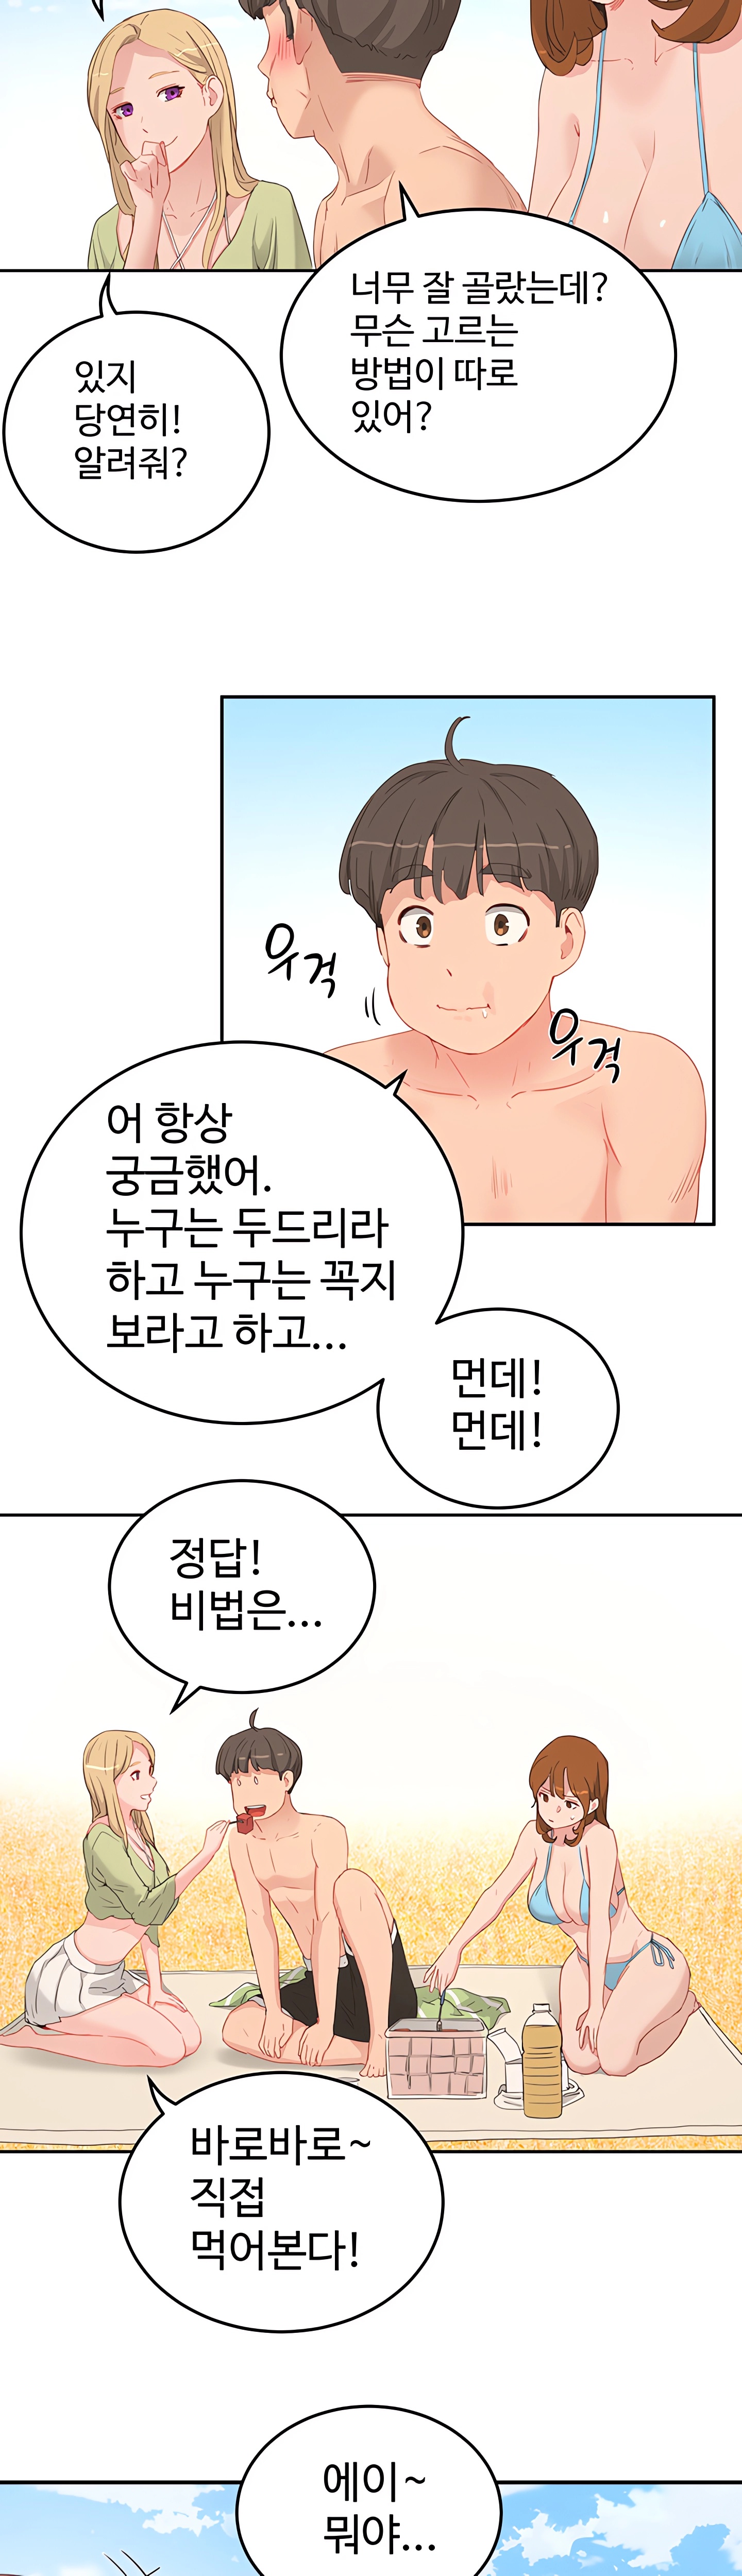 너무 잘 골랐는데?
무슨 고르는
방법이 따로
있어?
있지
당연히!
알려줘?
우걱
우걱
어 항상
궁금했어.
누구는 두드리라
하고 누구는 꼭지
보라고 하고...
먼데!
먼데!
정답!
비법은...
바로바로~
직접
먹어본다!
에이~
뭐야...